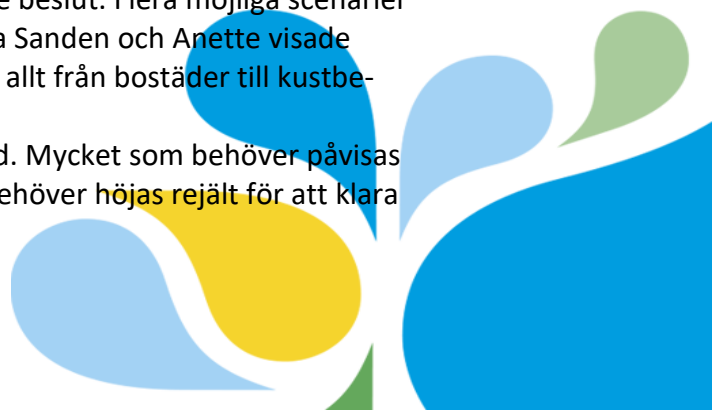 e beslut. Flera möjliga scenarier
a Sanden och Anette visade
allt från bostäder till kustbe-
d. Mycket som behöver påvisas
ehöver höjas rejält för att klara